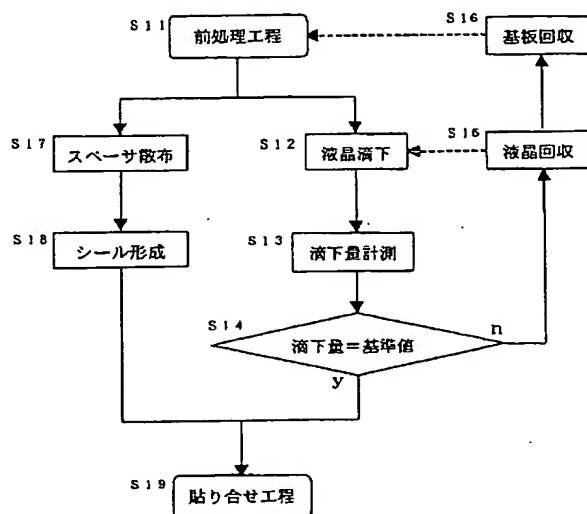 S11
前処理工程
S16
基板回収
S17
スペーサ散布
S12
液晶滴下
S15
液晶回収
S18
シール形成
S13
滴下量計測
S14
滴下量＝基準値
n
y
S19
貼り合せ工程